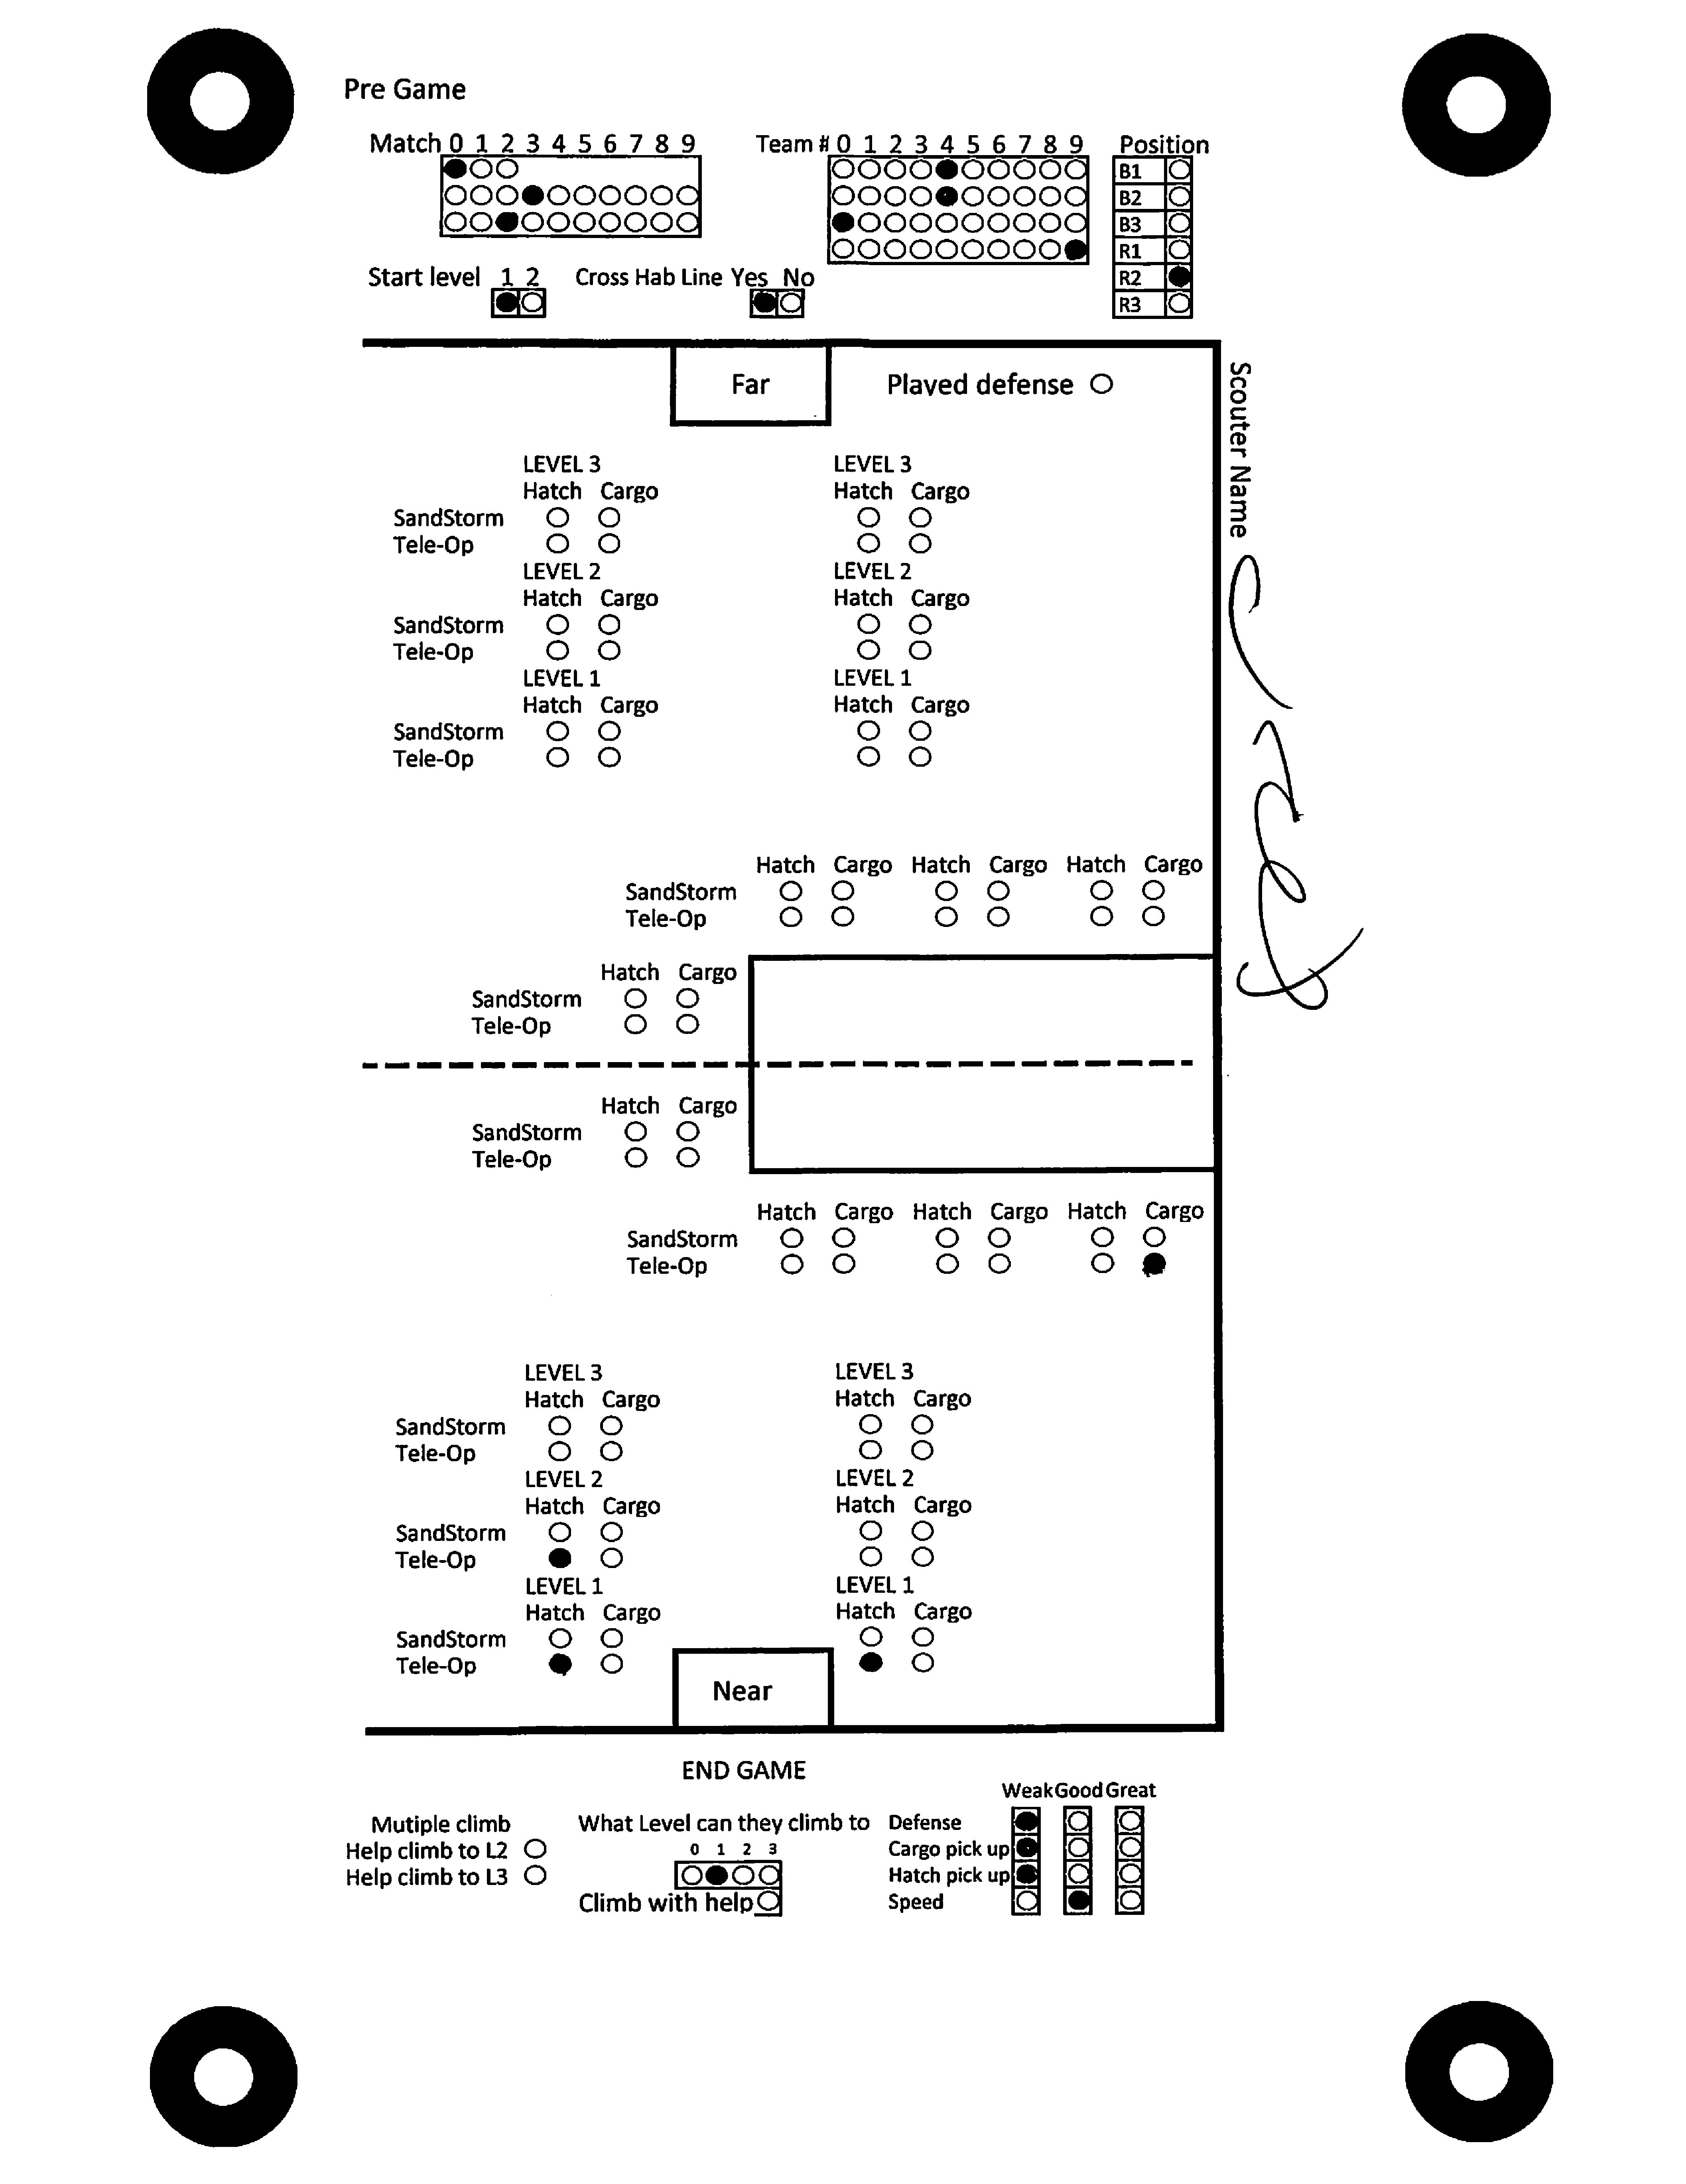 Pre Game
Match 0 1 2 3 4 5 6 7 8 9
Team # 0 1 2 3 4 5 6 7 8 9
Position
B1
B2
B3
R1
R2
R3
Start level 1 2
Cross Hab Line Yes No
Far
Played defense
Scouter Name
LEVEL 3 LEVEL 3
Hatch Cargo Hatch Cargo
SandStorm
Tele-Op
LEVEL 2 LEVEL 2
Hatch Cargo Hatch Cargo
SandStorm
Tele-Op
LEVEL 1 LEVEL 1
Hatch Cargo Hatch Cargo
SandStorm
Tele-Op
Hatch Cargo Hatch Cargo Hatch Cargo
SandStorm
Tele-Op
Hatch Cargo
SandStorm
Tele-Op
Hatch Cargo
SandStorm
Tele-Op
Hatch Cargo Hatch Cargo Hatch Cargo
SandStorm
Tele-Op
LEVEL 3 LEVEL 3
Hatch Cargo Hatch Cargo
SandStorm
Tele-Op
LEVEL 2 LEVEL 2
Hatch Cargo Hatch Cargo
SandStorm
Tele-Op
LEVEL 1 LEVEL 1
Hatch Cargo Hatch Cargo
SandStorm
Tele-Op
Near
END GAME
Mutiple climb
Help climb to L2
Help climb to L3
What Level can they climb to
0 1 2 3
Climb with help
Weak Good Great
Defense
Cargo pick up
Hatch pick up
Speed